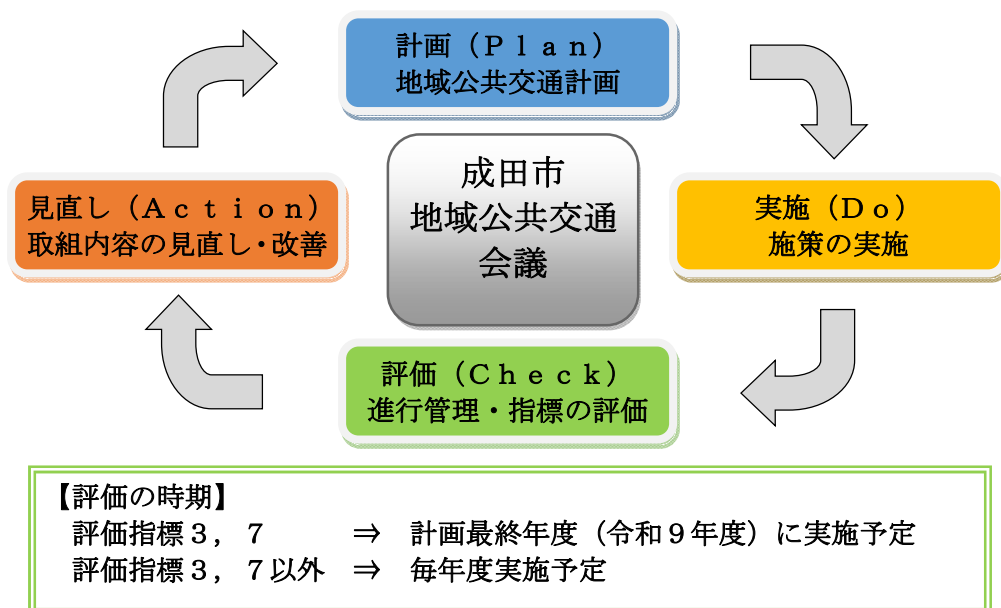 計画（Ｐｌａｎ）
地域公共交通計画
成田市
地域公共交通
会議
見直し（Ａｃｔｉｏｎ）
取組内容の見直し・改善
実施（Ｄｏ）
施策の実施
評価（Ｃｈｅｃｋ）
進行管理・指標の評価
【評価の時期】
評価指標３，７　　　⇒　計画最終年度（令和９年度）に実施予定
評価指標３，７以外　⇒　毎年度実施予定